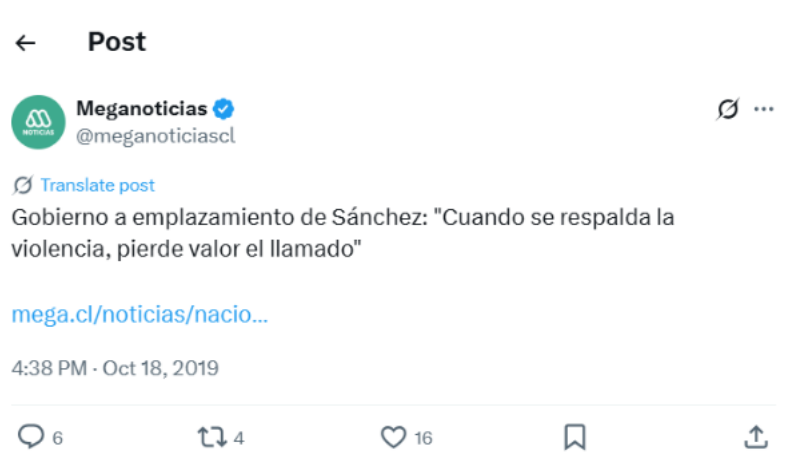 Post
Meganoticias
@meganoticiascl
NOTICIAS
Translate post
Gobierno a emplazamiento de Sánchez: "Cuando se respalda la
violencia, pierde valor el llamado"
mega.cl/noticias/nacio...
4:38 PM · Oct 18, 2019
6 4 16